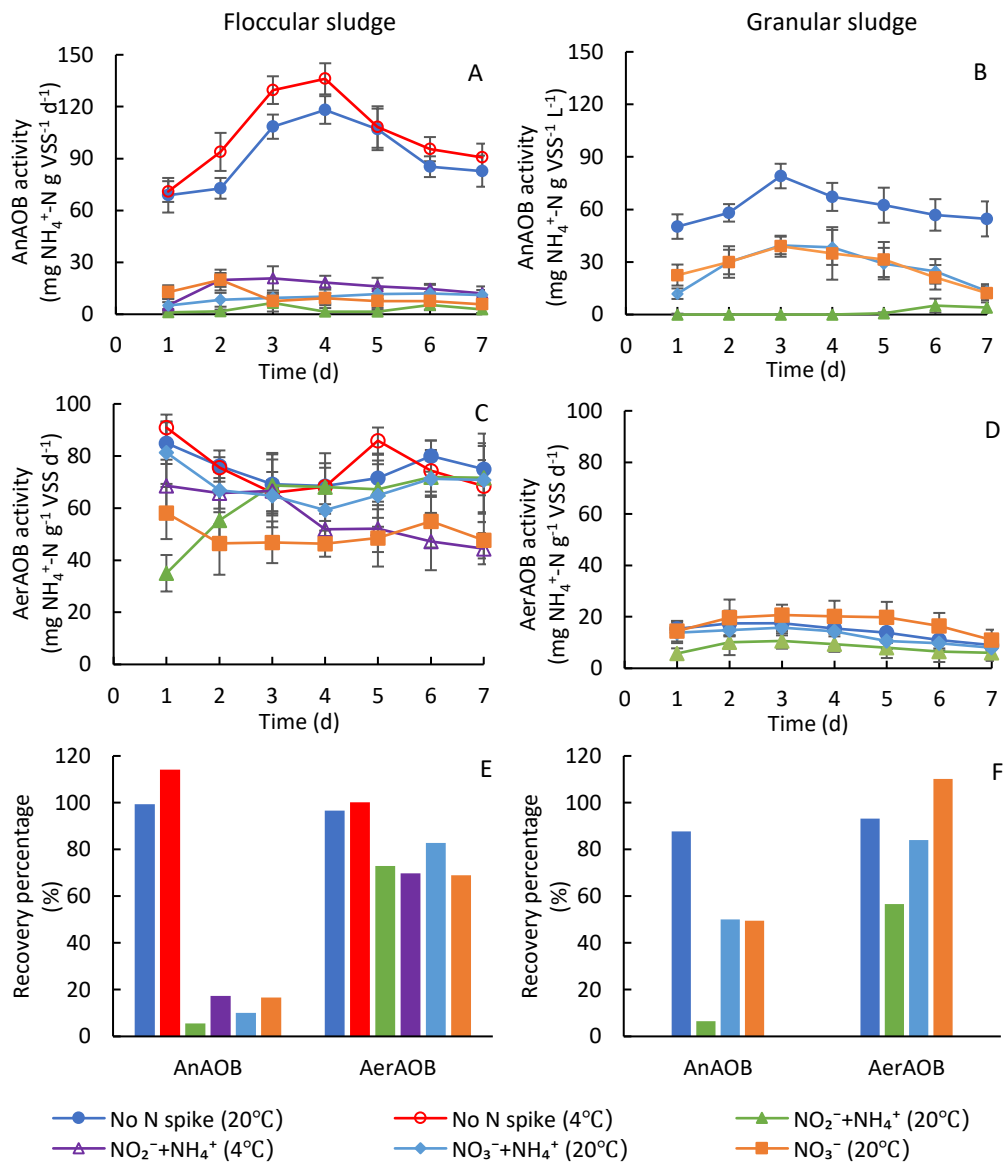 Floccular sludge
Granular sludge
AnAOB activity
(mg NH₄⁺-N g VSS⁻¹ d⁻¹)
150
120
90
60
30
0
A
0 1 2 3 4 5 6 7
Time (d)
AnAOB activity
(mg NH₄⁺-N g VSS⁻¹ L⁻¹)
150
120
90
60
30
0
B
0 1 2 3 4 5 6 7
Time (d)
AerAOB activity
(mg NH₄⁺-N g⁻¹ VSS d⁻¹)
100
80
60
40
20
0
C
0 1 2 3 4 5 6 7
Time (d)
AerAOB activity
(mg NH₄⁺-N g⁻¹ VSS d⁻¹)
100
80
60
40
20
0
D
0 1 2 3 4 5 6 7
Time (d)
Recovery percentage
(%)
120
100
80
60
40
20
0
E
AnAOB AerAOB
Recovery percentage
(%)
120
100
80
60
40
20
0
F
AnAOB AerAOB
No N spike (20℃) No N spike (4℃) NO₂⁻+NH₄⁺ (20℃)
NO₂⁻+NH₄⁺ (4℃) NO₃⁻+NH₄⁺ (20℃) NO₃⁻ (20℃)